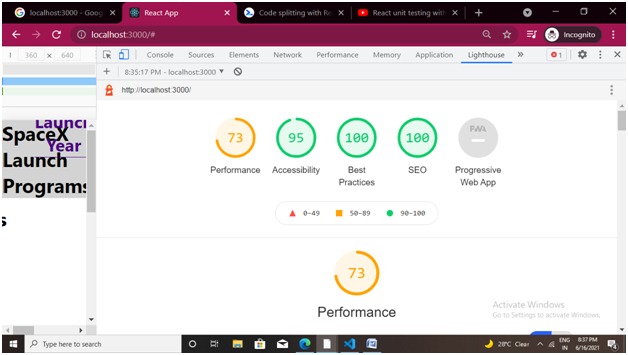 localhost:3000 - Goog
React App
Code splitting with Re
React unit testing with
localhost:3000/#
Incognito
360 × 640
Console Sources Elements Network Performance Memory Application Lighthouse
1
8:35:17 PM - localhost:3000
http://localhost:3000/
Launch
Year
SpaceX
Launch
Programs
s
73
Performance
95
Accessibility
100
Best
Practices
100
SEO
PWA
Progressive
Web App
0-49 50-89 90-100
73
Performance
Activate Windows
Go to Settings to activate Windows.
Type here to search
28°C Clear
ENG
IN
8:37 PM
6/16/2021